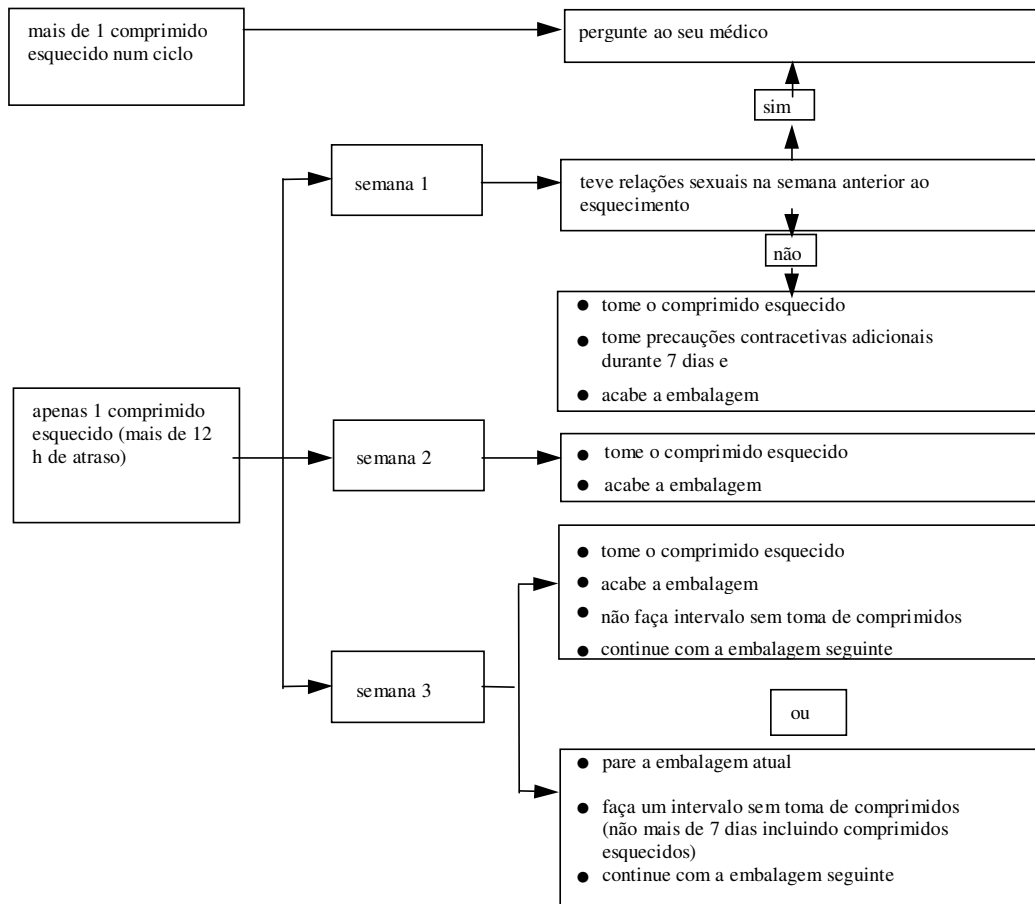 mais de 1 comprimido
esquecido num ciclo
pergunte ao seu médico
sim
semana 1
teve relações sexuais na semana anterior ao
esquecimento
não
● tome o comprimido esquecido
● tome precauções contracetivas adicionais
durante 7 dias e
● acabe a embalagem
apenas 1 comprimido
esquecido (mais de 12
h de atraso)
semana 2
● tome o comprimido esquecido
● acabe a embalagem
semana 3
● tome o comprimido esquecido
● acabe a embalagem
● não faça intervalo sem toma de comprimidos
● continue com a embalagem seguinte
ou
● pare a embalagem atual
● faça um intervalo sem toma de comprimidos
(não mais de 7 dias incluindo comprimidos
esquecidos)
● continue com a embalagem seguinte